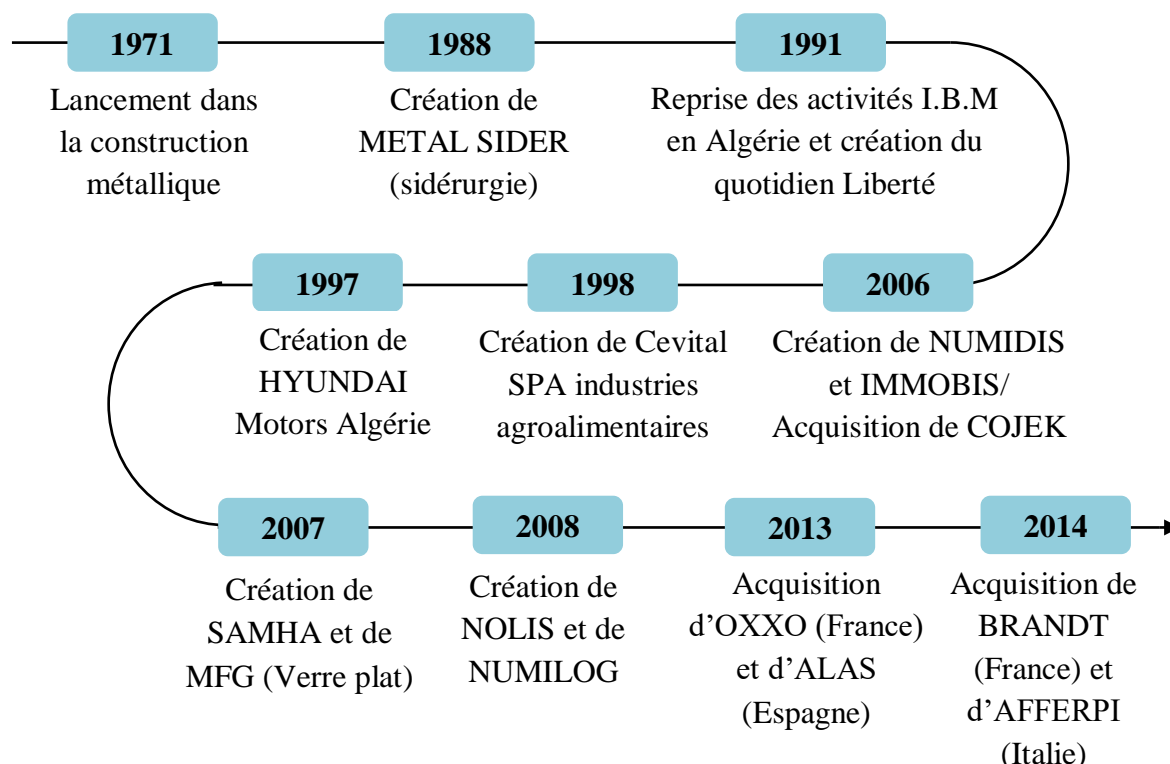 1971
Lancement dans
la construction
métallique
1988
Création de
METAL SIDER
(sidérurgie)
1991
Reprise des activités I.B.M
en Algérie et création du
quotidien Liberté
1997
Création de
HYUNDAI
Motors Algérie
1998
Création de Cevital
SPA industries
agroalimentaires
2006
Création de NUMIDIS
et IMMOBIS/
Acquisition de COJEK
2007
Création de
SAMHA et de
MFG (Verre plat)
2008
Création de
NOLIS et de
NUMILOG
2013
Acquisition
d’OXXO (France)
et d’ALAS
(Espagne)
2014
Acquisition de
BRANDT
(France) et
d’AFFERPI
(Italie)